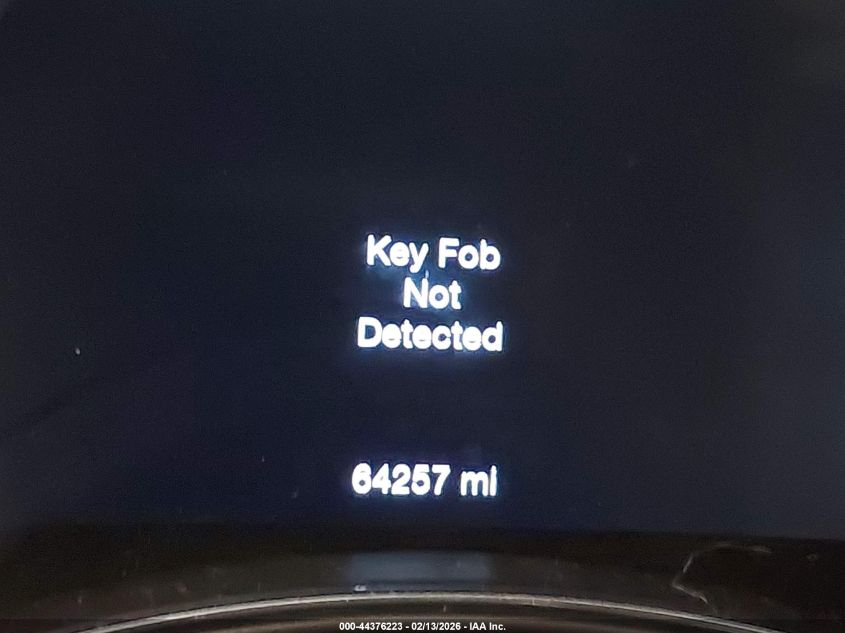 Key Fob
Not
Detected
64257 mi
000-44376223 - 02/13/2026 - IAA Inc.